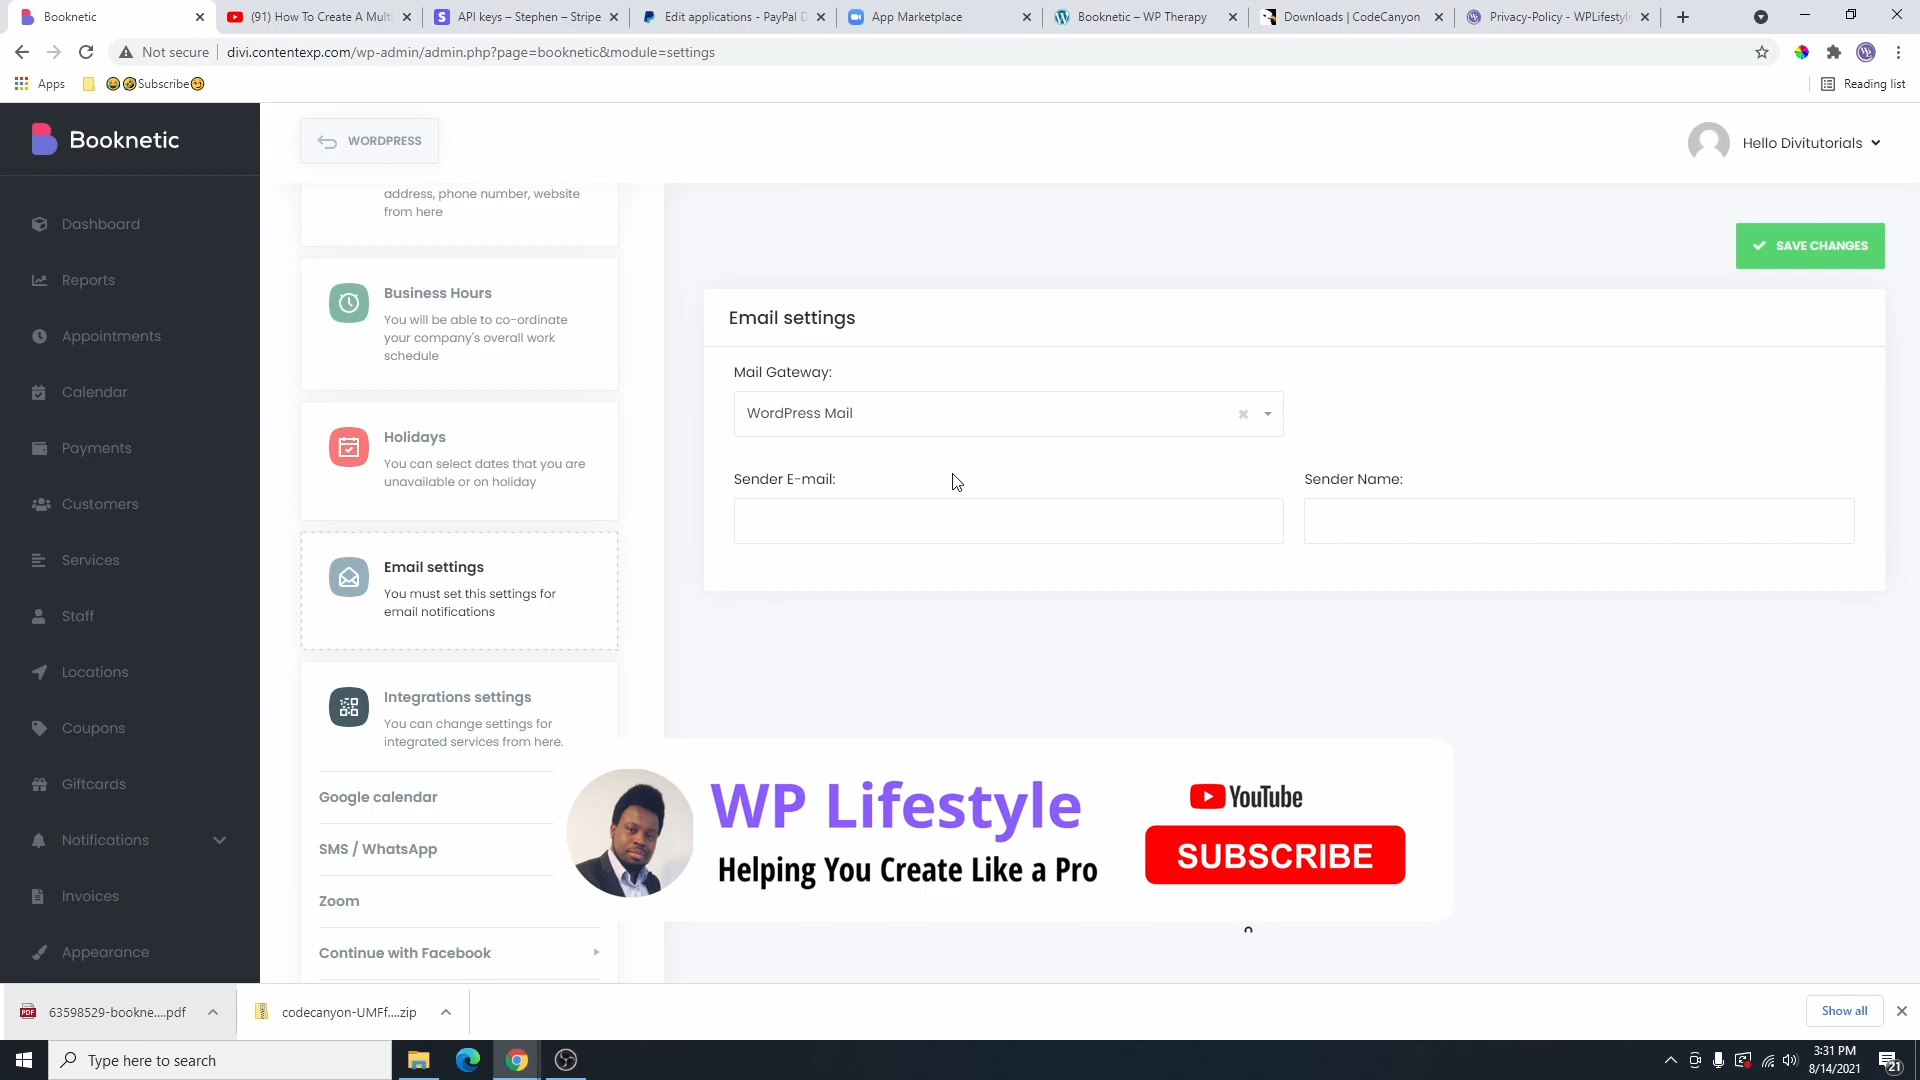 Booknetic
(91) How To Create A Multi
API keys – Stephen – Stripe
Edit applications - PayPal D
App Marketplace
Booknetic – WP Therapy
Downloads | CodeCanyon
Privacy-Policy - WPLifestyle
Not secure
divi.contentexp.com/wp-admin/admin.php?page=booknetic&module=settings
Apps
Subscribe
Reading list
Booknetic
WORDPRESS
Hello Divitutorials
Dashboard
Reports
Appointments
Calendar
Payments
Customers
Services
Staff
Locations
Coupons
Giftcards
Notifications
Invoices
Appearance
address, phone number, website
from here
Business Hours
You will be able to co-ordinate
your company's overall work
schedule
Holidays
You can select dates that you are
unavailable or on holiday
Email settings
You must set this settings for
email notifications
Integrations settings
You can change settings for
integrated services from here.
Google calendar
SMS / WhatsApp
Zoom
Continue with Facebook
SAVE CHANGES
Email settings
Mail Gateway:
WordPress Mail
Sender E-mail:
Sender Name:
WP Lifestyle
Helping You Create Like a Pro
YouTube
SUBSCRIBE
63598529-bookne....pdf
codecanyon-UMFf....zip
Show all
Type here to search
3:31 PM
8/14/2021
21